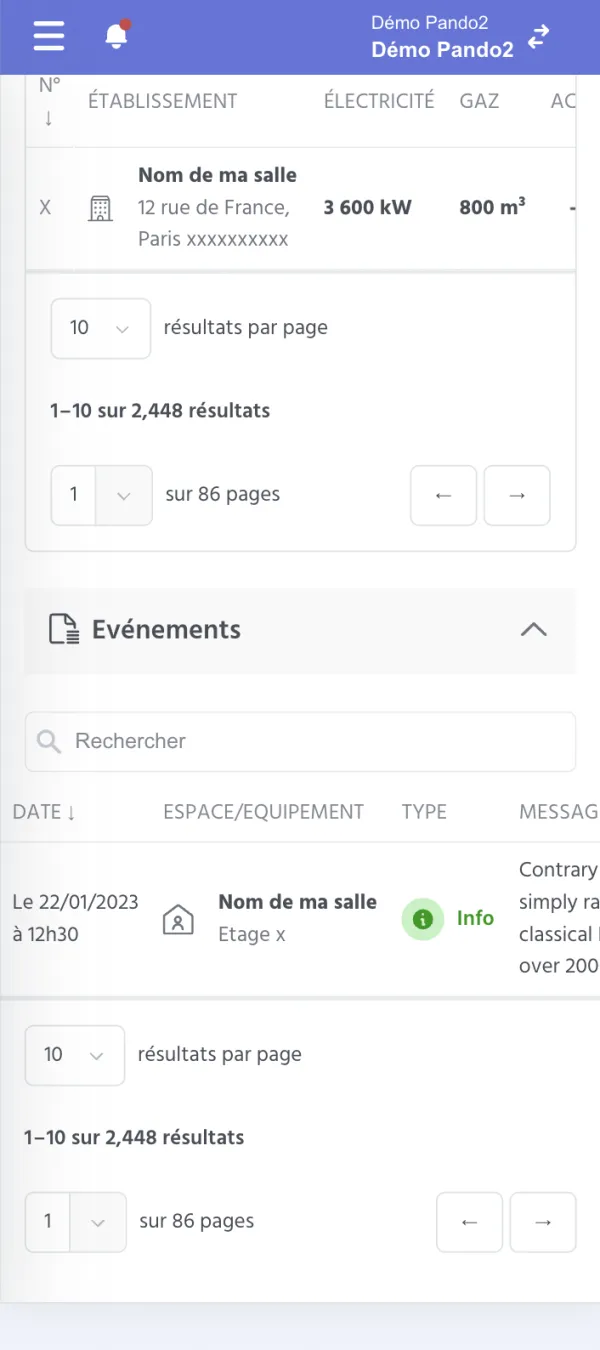 Démo Pando2
Démo Pando2
N° ↓ ÉTABLISSEMENT ÉLECTRICITÉ GAZ AC
Nom de ma salle
X 12 rue de France, 3 600 kW 800 m³ -
Paris xxxxxxxxxx
10 résultats par page
1–10 sur 2,448 résultats
1 sur 86 pages ← →
Evénements
Rechercher
DATE ↓ ESPACE/EQUIPEMENT TYPE MESSAG
Contrary
Le 22/01/2023 Nom de ma salle simply ra
Info
à 12h30 Etage x classical
over 200
10 résultats par page
1–10 sur 2,448 résultats
1 sur 86 pages ← →